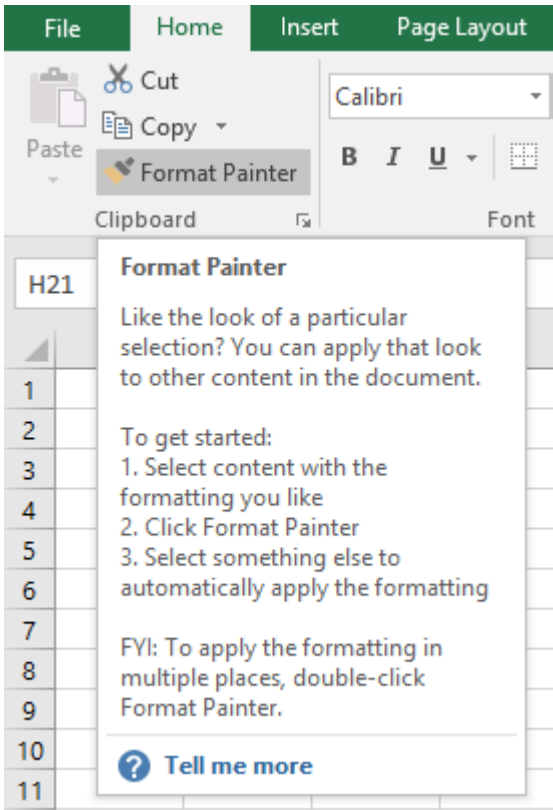 File Home Insert Page Layout
Cut
Calibri
Copy
Paste
B I U
Format Painter
Clipboard Font
H21
Format Painter
Like the look of a particular
selection? You can apply that look
to other content in the document.
To get started:
1. Select content with the
formatting you like
2. Click Format Painter
3. Select something else to
automatically apply the formatting
FYI: To apply the formatting in
multiple places, double-click
Format Painter.
? Tell me more
1
2
3
4
5
6
7
8
9
10
11